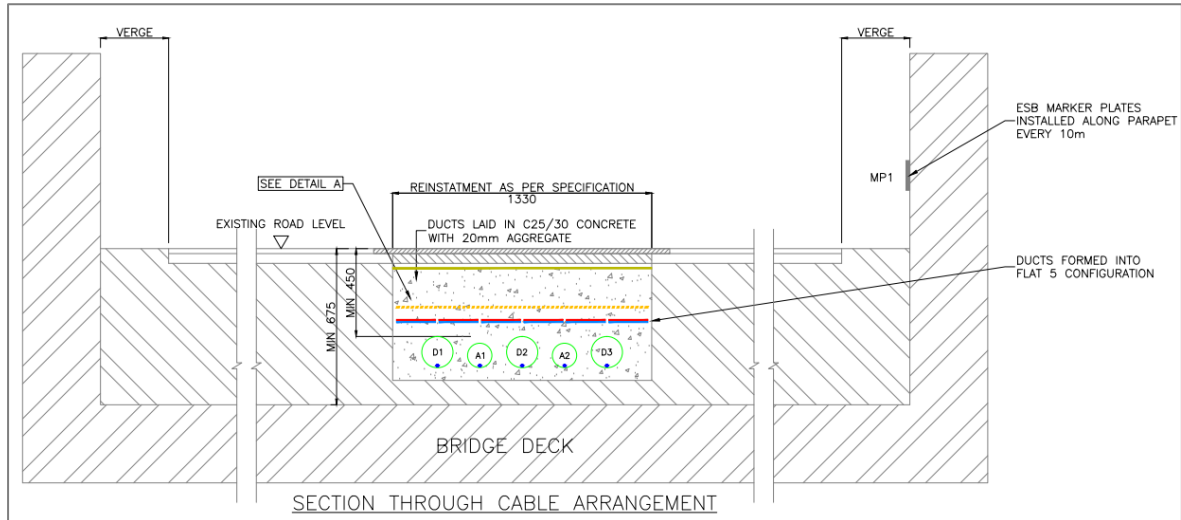 VERGE
VERGE
ESB MARKER PLATES
INSTALLED ALONG PARAPET
EVERY 10m
MP1
SEE DETAIL A
REINSTATMENT AS PER SPECIFICATION
1330
EXISTING ROAD LEVEL
DUCTS LAID IN C25/30 CONCRETE
WITH 20mm AGGREGATE
DUCTS FORMED INTO
FLAT 5 CONFIGURATION
MIN 675
MIN 450
D1
A1
D2
A2
D3
BRIDGE DECK
SECTION THROUGH CABLE ARRANGEMENT